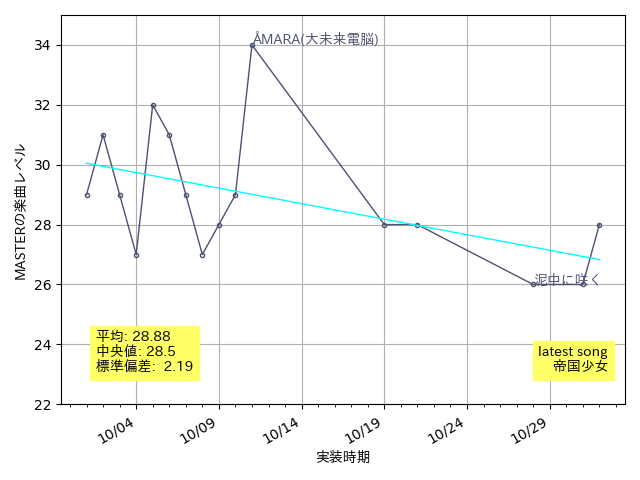 34
32
30
28
26
24
22
MASTERの楽曲レベル
ÅMARA(大未来電脳)
泥中に咲く
平均: 28.88
中央値: 28.5
標準偏差: 2.19
latest song
帝国少女
10/04
10/09
10/14
10/19
10/24
10/29
実装時期